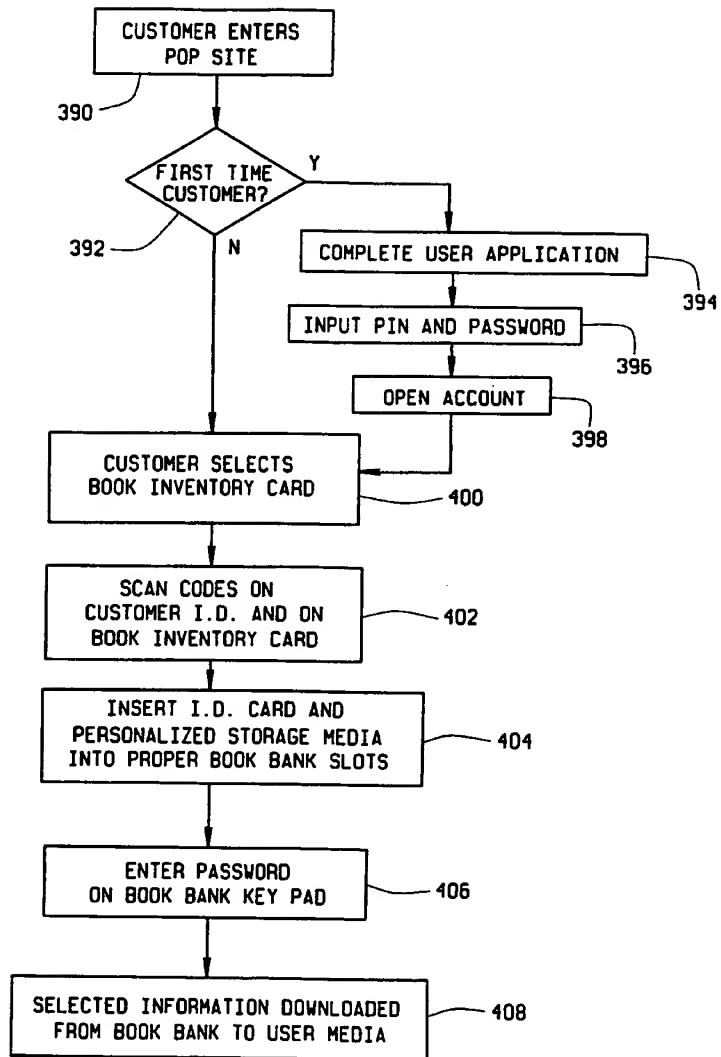 CUSTOMER ENTERS
POP SITE
390
FIRST TIME
CUSTOMER?
392
Y
N
COMPLETE USER APPLICATION
394
INPUT PIN AND PASSWORD
396
OPEN ACCOUNT
398
CUSTOMER SELECTS
BOOK INVENTORY CARD
400
SCAN CODES ON
CUSTOMER I.D. AND ON
BOOK INVENTORY CARD
402
INSERT I.D. CARD AND
PERSONALIZED STORAGE MEDIA
INTO PROPER BOOK BANK SLOTS
404
ENTER PASSWORD
ON BOOK BANK KEY PAD
406
SELECTED INFORMATION DOWNLOADED
FROM BOOK BANK TO USER MEDIA
408